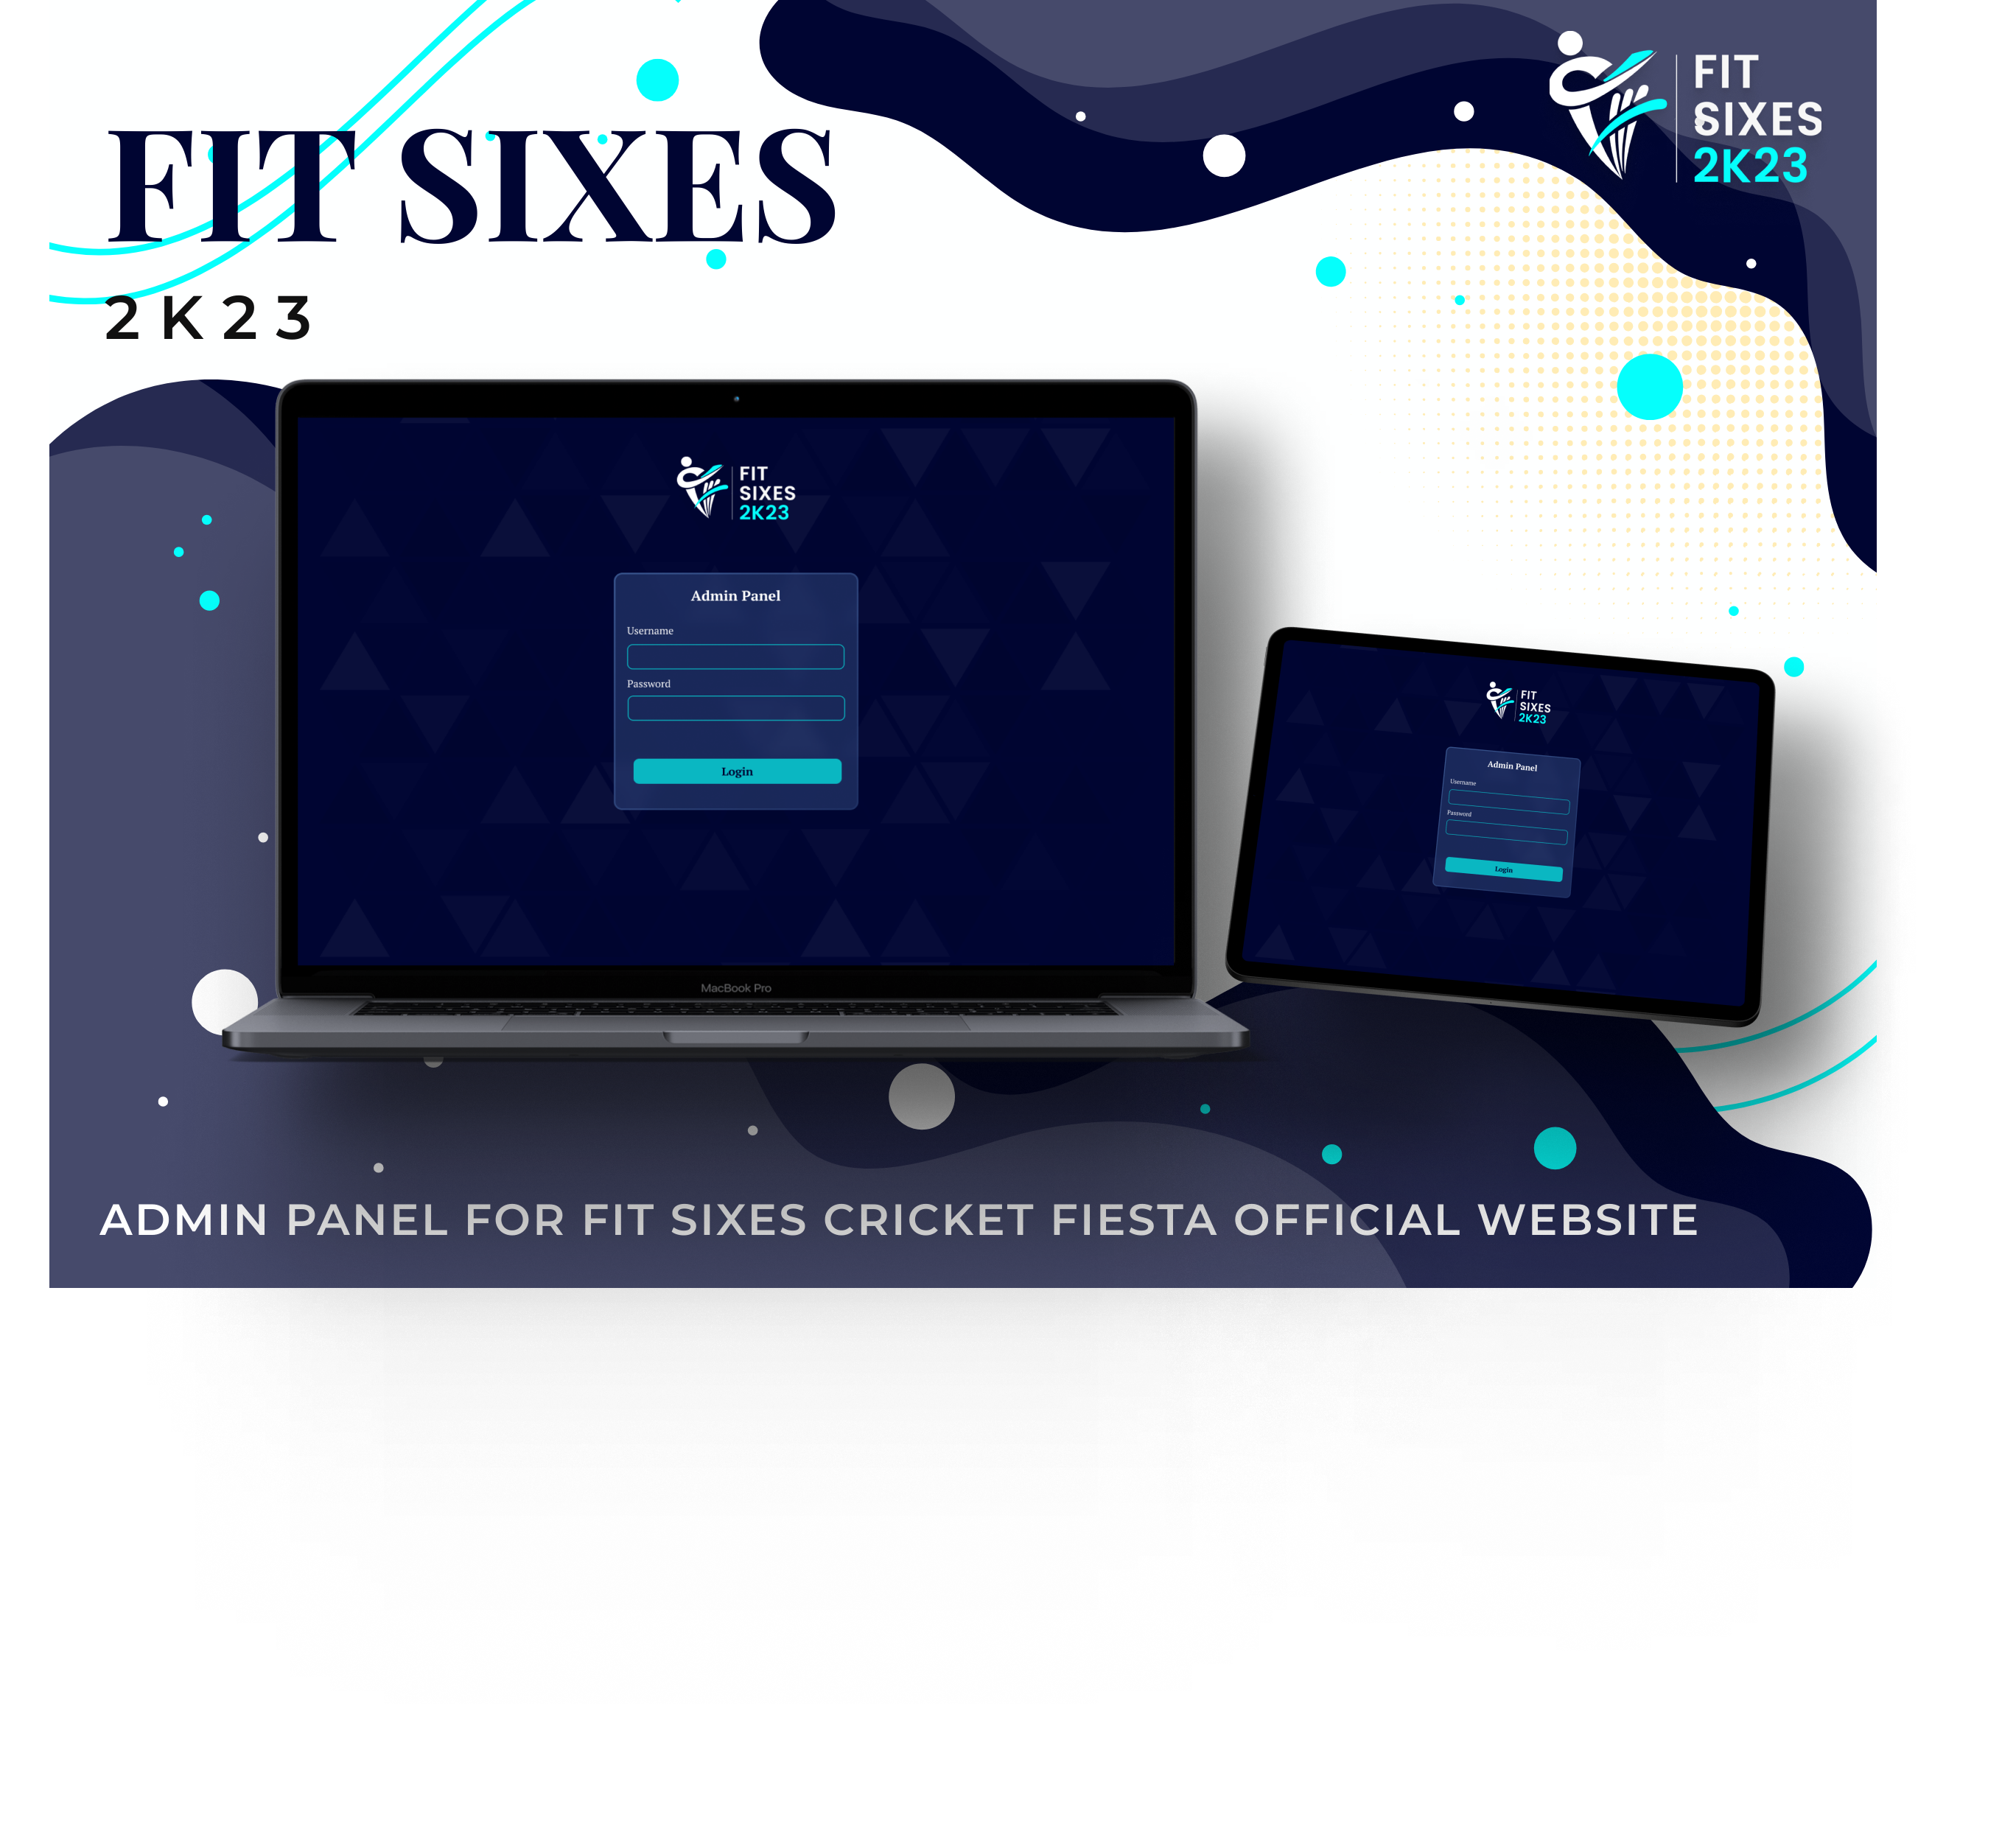 FIT SIXES
2K23
FIT
SIXES
2K23
FIT
SIXES
2K23
Admin Panel
Username
Password
Login
MacBook Pro
FIT
SIXES
2K23
Admin Panel
Username
Password
Login
ADMIN PANEL FOR FIT SIXES CRICKET FIESTA OFFICIAL WEBSITE